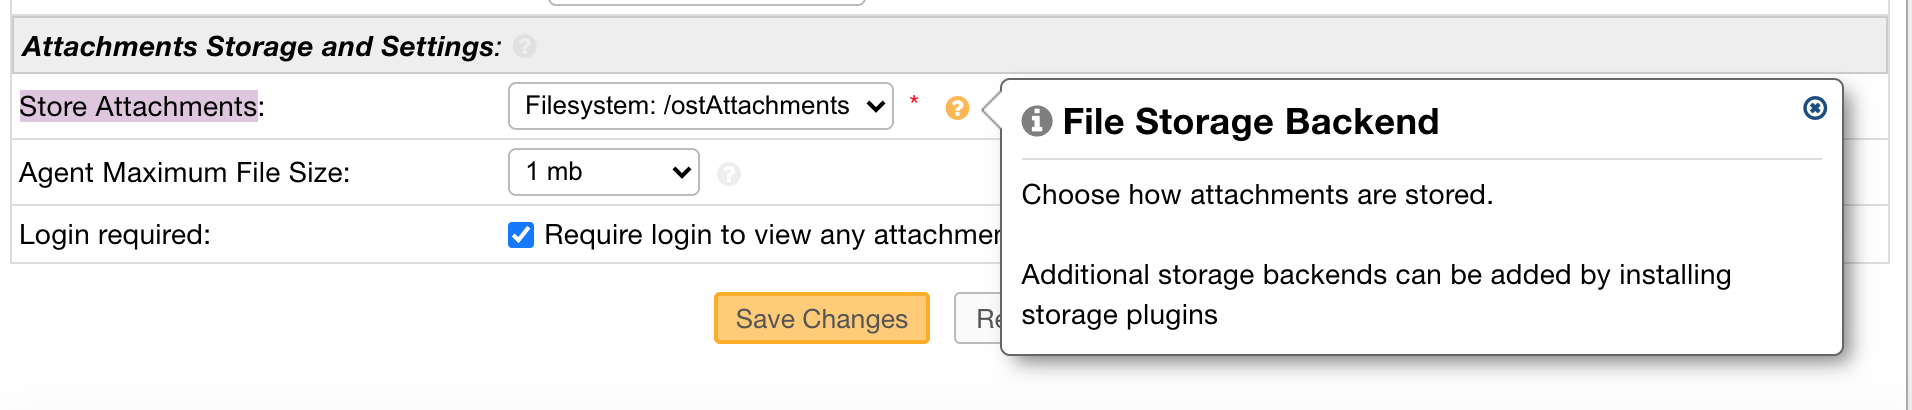 Attachments Storage and Settings:
Store Attachments:
Filesystem: /ostAttachments
*
File Storage Backend
Choose how attachments are stored.
Additional storage backends can be added by installing
storage plugins
Agent Maximum File Size:
1 mb
Login required:
Require login to view any
Save Changes